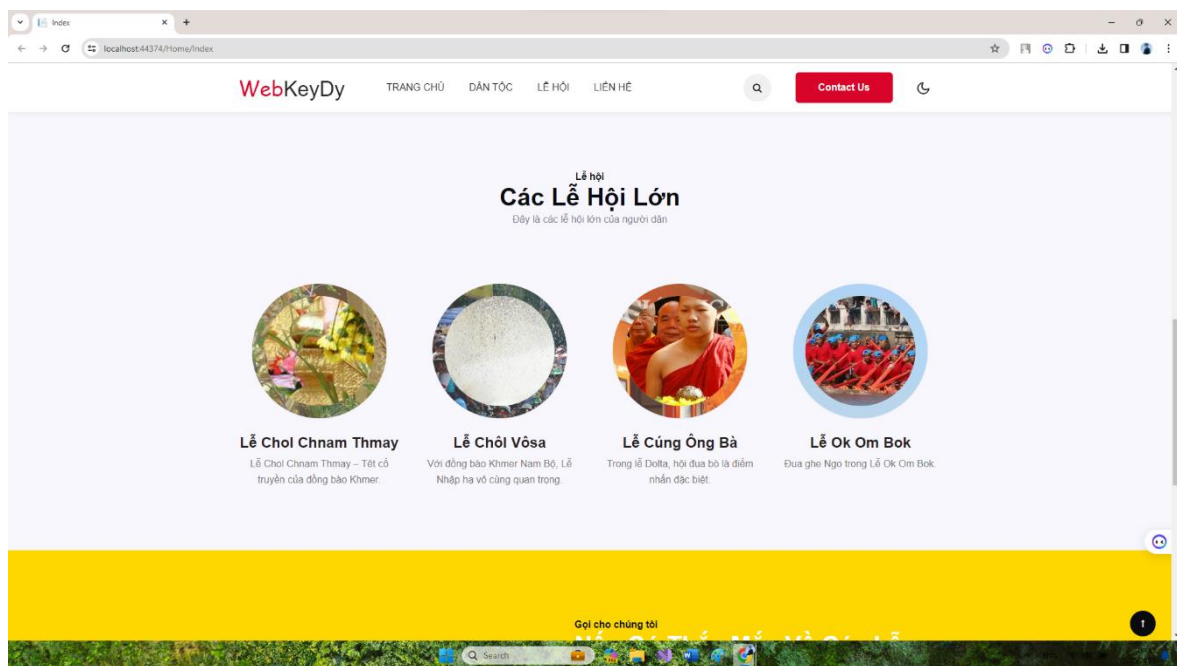 Index
localhost:44374/Home/Index
WebKeyDy
TRANG CHỦ DÂN TỘC LỄ HỘI LIÊN HỆ
Contact Us
Lễ hội
Các Lễ Hội Lớn
Đây là các lễ hội lớn của người dân
Lễ Chol Chnam Thmay
Lễ Chol Chnam Thmay – Tết cổ
truyền của đồng bào Khmer.
Lễ Chôl Vôsa
Với đồng bào Khmer Nam Bộ, Lễ
Nhập hạ vô cùng quan trọng.
Lễ Cúng Ông Bà
Trong lễ Dolta, hội đua bò là điểm
nhấn đặc biệt.
Lễ Ok Om Bok
Đua ghe Ngo trong Lễ Ok Om Bok.
Gọi cho chúng tôi
Search